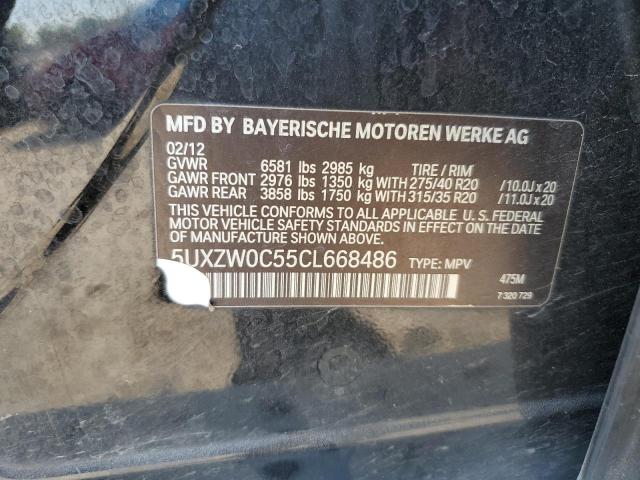 MFD BY BAYERISCHE MOTOREN WERKE AG
02/12
GVWR 6581 lbs 2985 kg TIRE / RIM
GAWR FRONT 2976 lbs 1350 kg WITH 275/40 R20 /10.0J x 20
GAWR REAR 3858 lbs 1750 kg WITH 315/35 R20 /11.0J x 20
THIS VEHICLE CONFORMS TO ALL APPLICABLE U.S. FEDERAL
MOTOR VEHICLE SAFETY STANDARDS IN EFFECT ON THE
DATE OF MANUFACTURE SHOWN ABOVE.
5UXZW0C55CL668486 TYPE: MPV
475M
7 320 729